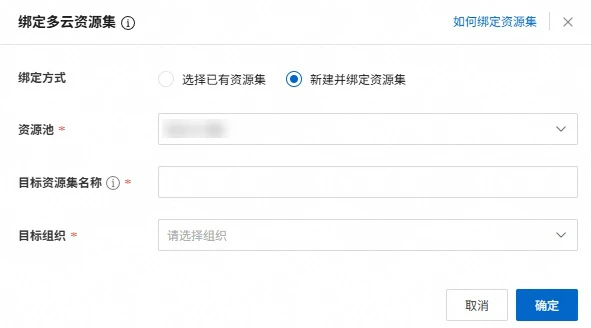 绑定多云资源集
如何绑定资源集
绑定方式
选择已有资源集
新建并绑定资源集
资源池 *
目标资源集名称 *
目标组织 *
请选择组织
取消
确定